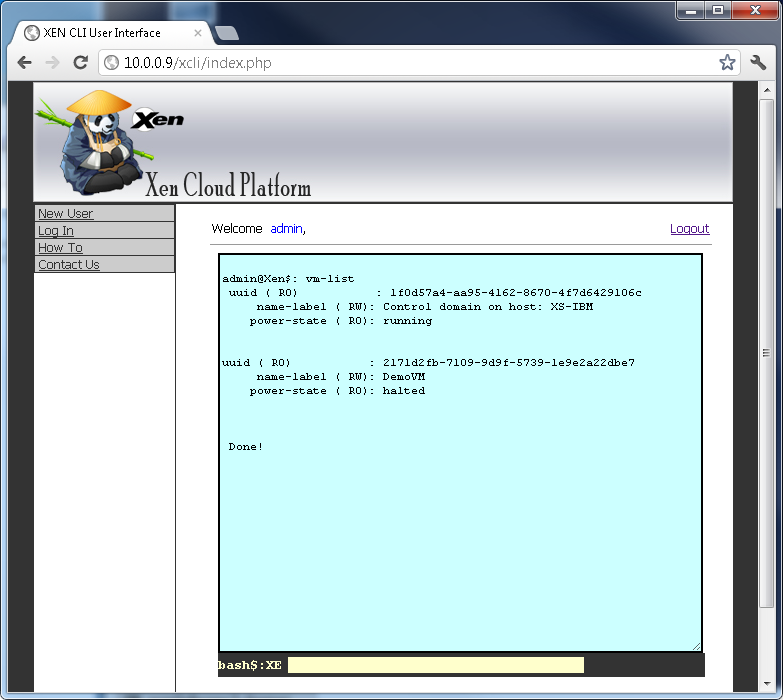 XEN CLI User Interface
10.0.0.9/xcli/index.php
Xen
Xen Cloud Platform
New User
Log In
How To
Contact Us
Welcome admin,
Logout
admin@Xen$: vm-list
uuid ( RO) : 1f0d57a4-aa95-4162-8670-4f7d6429106c
name-label ( RW): Control domain on host: XS-IBM
power-state ( RO): running
uuid ( RO) : 2171d2fb-7109-9d9f-5739-1e9e2a22dbe7
name-label ( RW): DemoVM
power-state ( RO): halted
Done!
bash$:XE